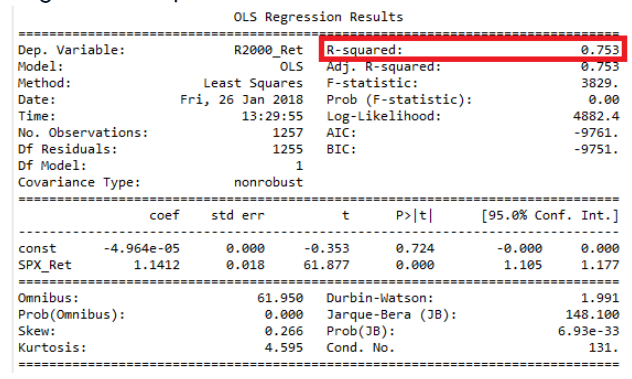 OLS Regression Results
==============================================================================
Dep. Variable:              R2000_Ret   R-squared:                       0.753
Model:                            OLS   Adj. R-squared:                  0.753
Method:                 Least Squares   F-statistic:                     3829.
Date:                Fri, 26 Jan 2018   Prob (F-statistic):               0.00
Time:                        13:29:55   Log-Likelihood:                 4882.4
No. Observations:                1257   AIC:                            -9761.
Df Residuals:                    1255   BIC:                            -9751.
Df Model:                           1
Covariance Type:            nonrobust
==============================================================================
                 coef    std err          t      P>|t|      [95.0% Conf. Int.]
------------------------------------------------------------------------------
const      -4.964e-05      0.000     -0.353      0.724        -0.000     0.000
SPX_Ret        1.1412      0.018     61.877      0.000         1.105     1.177
==============================================================================
Omnibus:                       61.950   Durbin-Watson:                   1.991
Prob(Omnibus):                  0.000   Jarque-Bera (JB):              148.100
Skew:                           0.266   Prob(JB):                     6.93e-33
Kurtosis:                       4.595   Cond. No.                         131.
==============================================================================